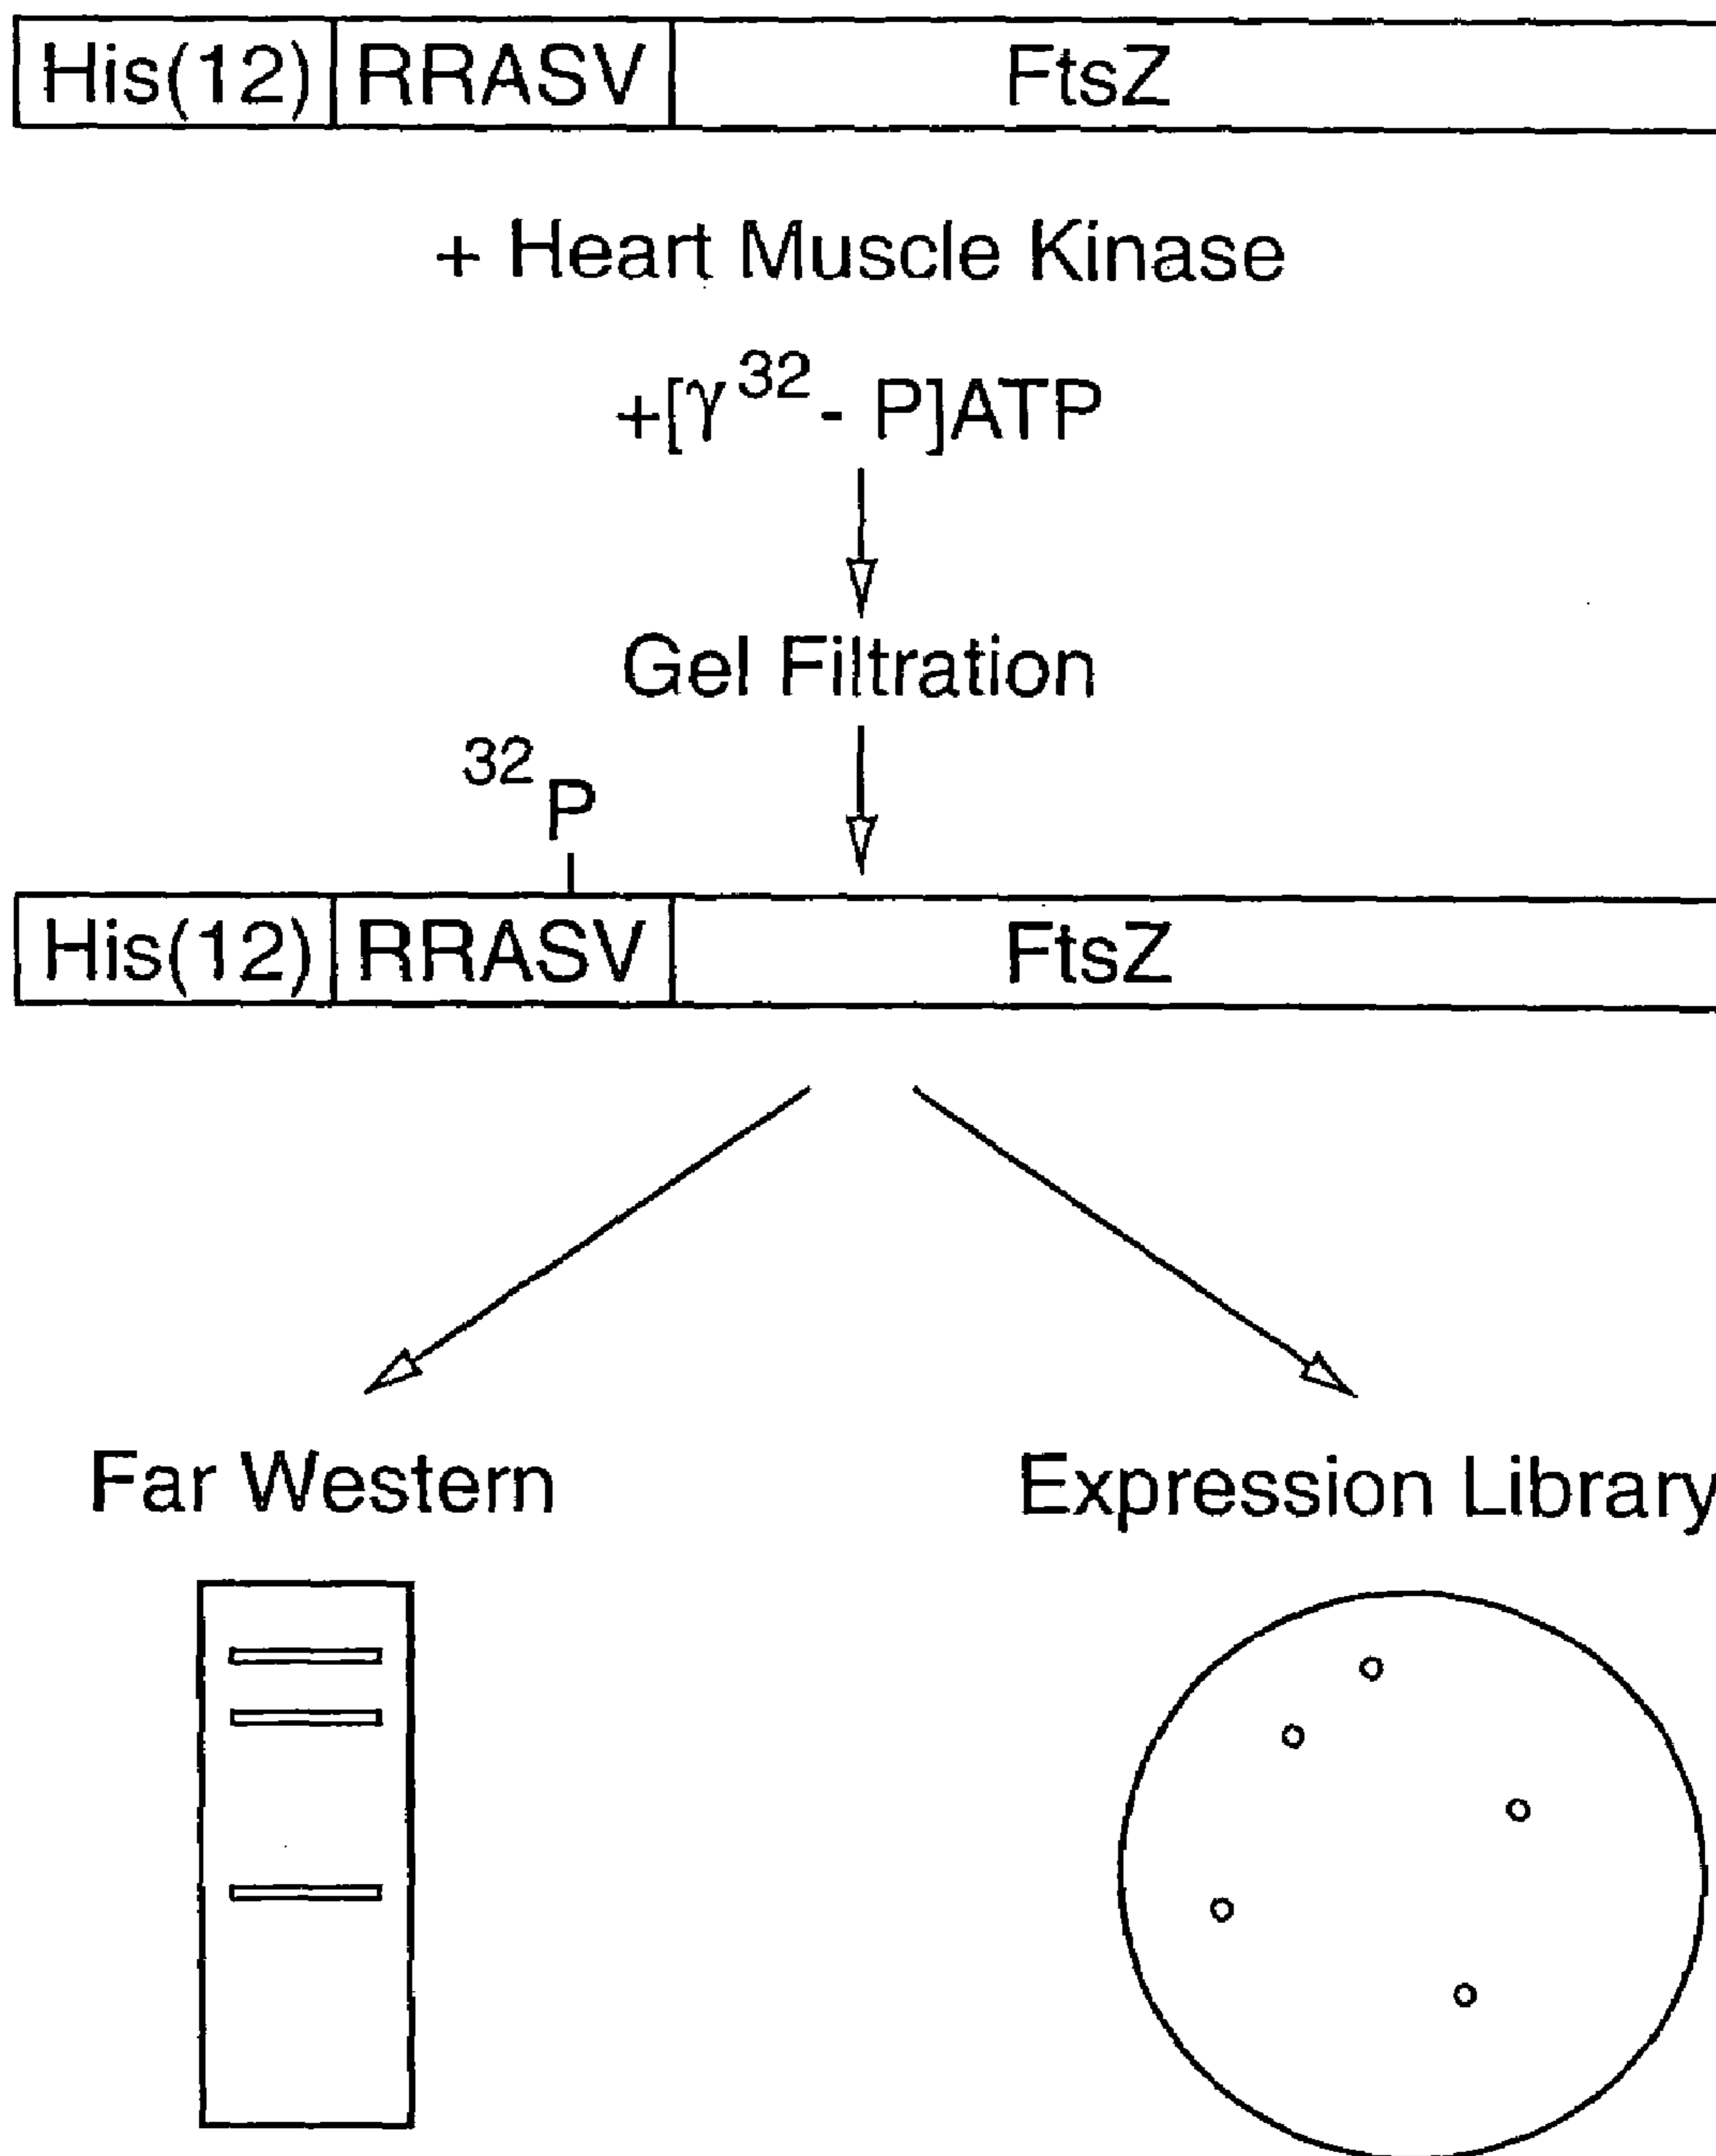 His(12) RRASV FtsZ
+ Heart Muscle Kinase
+[γ³²- P]ATP
Gel Filtration
³²P
His(12) RRASV FtsZ
Far Western Expression Library